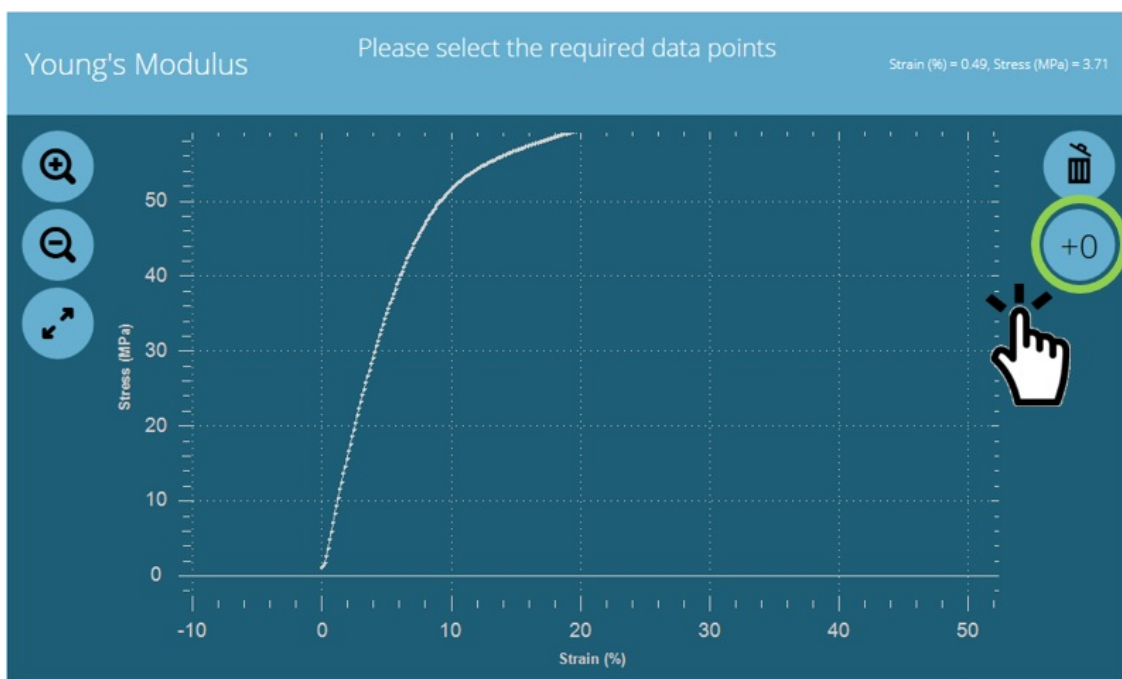 Young's Modulus
Please select the required data points
Strain (%) = 0.49, Stress (MPa) = 3.71
+0
Stress (MPa)
50
40
30
20
10
0
-10 0 10 20 30 40 50
Strain (%)